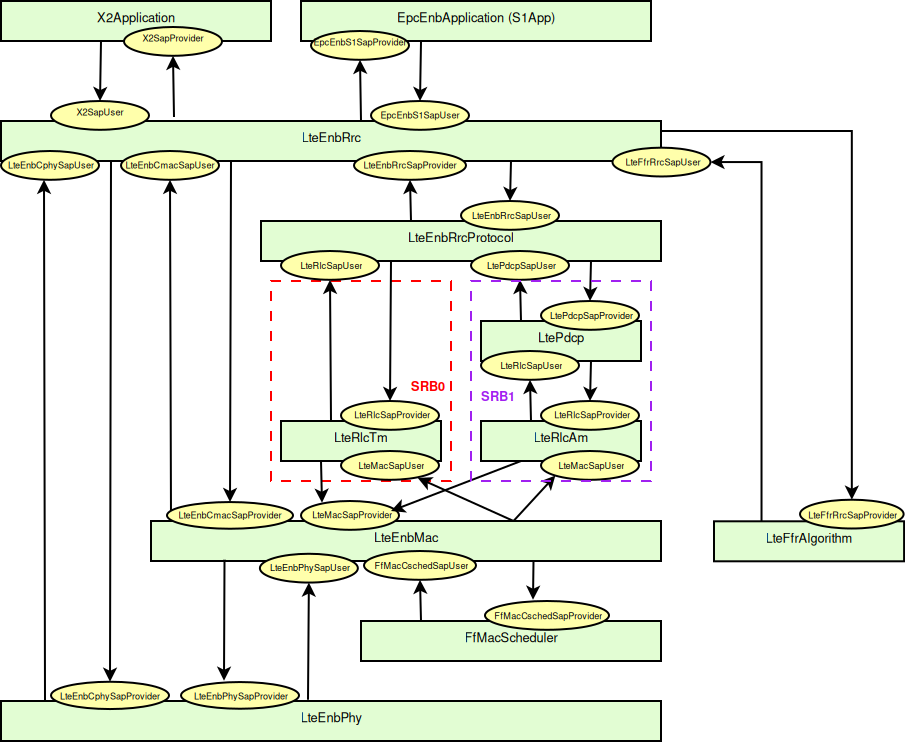 X2Application
EpcEnbApplication (S1App)
X2SapProvider
EpcEnbS1SapProvider
X2SapUser
EpcEnbS1SapUser
LteEnbRrc
LteEnbCphySapUser
LteEnbCmacSapUser
LteEnbRrcSapProvider
LteFfrRrcSapUser
LteEnbRrcSapUser
LteEnbRrcProtocol
LteRlcSapUser
LtePdcpSapUser
LtePdcpSapProvider
LtePdcp
LteRlcSapUser
SRB0
SRB1
LteRlcSapProvider
LteRlcSapProvider
LteRlcTm
LteRlcAm
LteMacSapUser
LteMacSapUser
LteEnbCmacSapProvider
LteMacSapProvider
LteFfrRrcSapProvider
LteEnbMac
LteFfrAlgorithm
LteEnbPhySapUser
FfMacCschedSapUser
FfMacCschedSapProvider
FfMacScheduler
LteEnbCphySapProvider
LteEnbPhySapProvider
LteEnbPhy